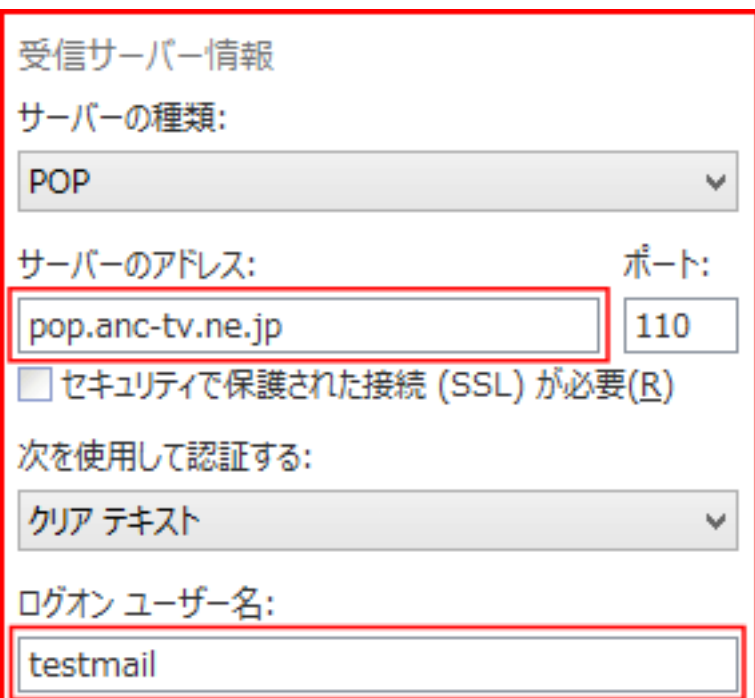 受信サーバー情報
サーバーの種類:
POP
サーバーのアドレス: ポート:
pop.anc-tv.ne.jp 110
セキュリティで保護された接続 (SSL) が必要(R)
次を使用して認証する:
クリア テキスト
ログオン ユーザー名:
testmail